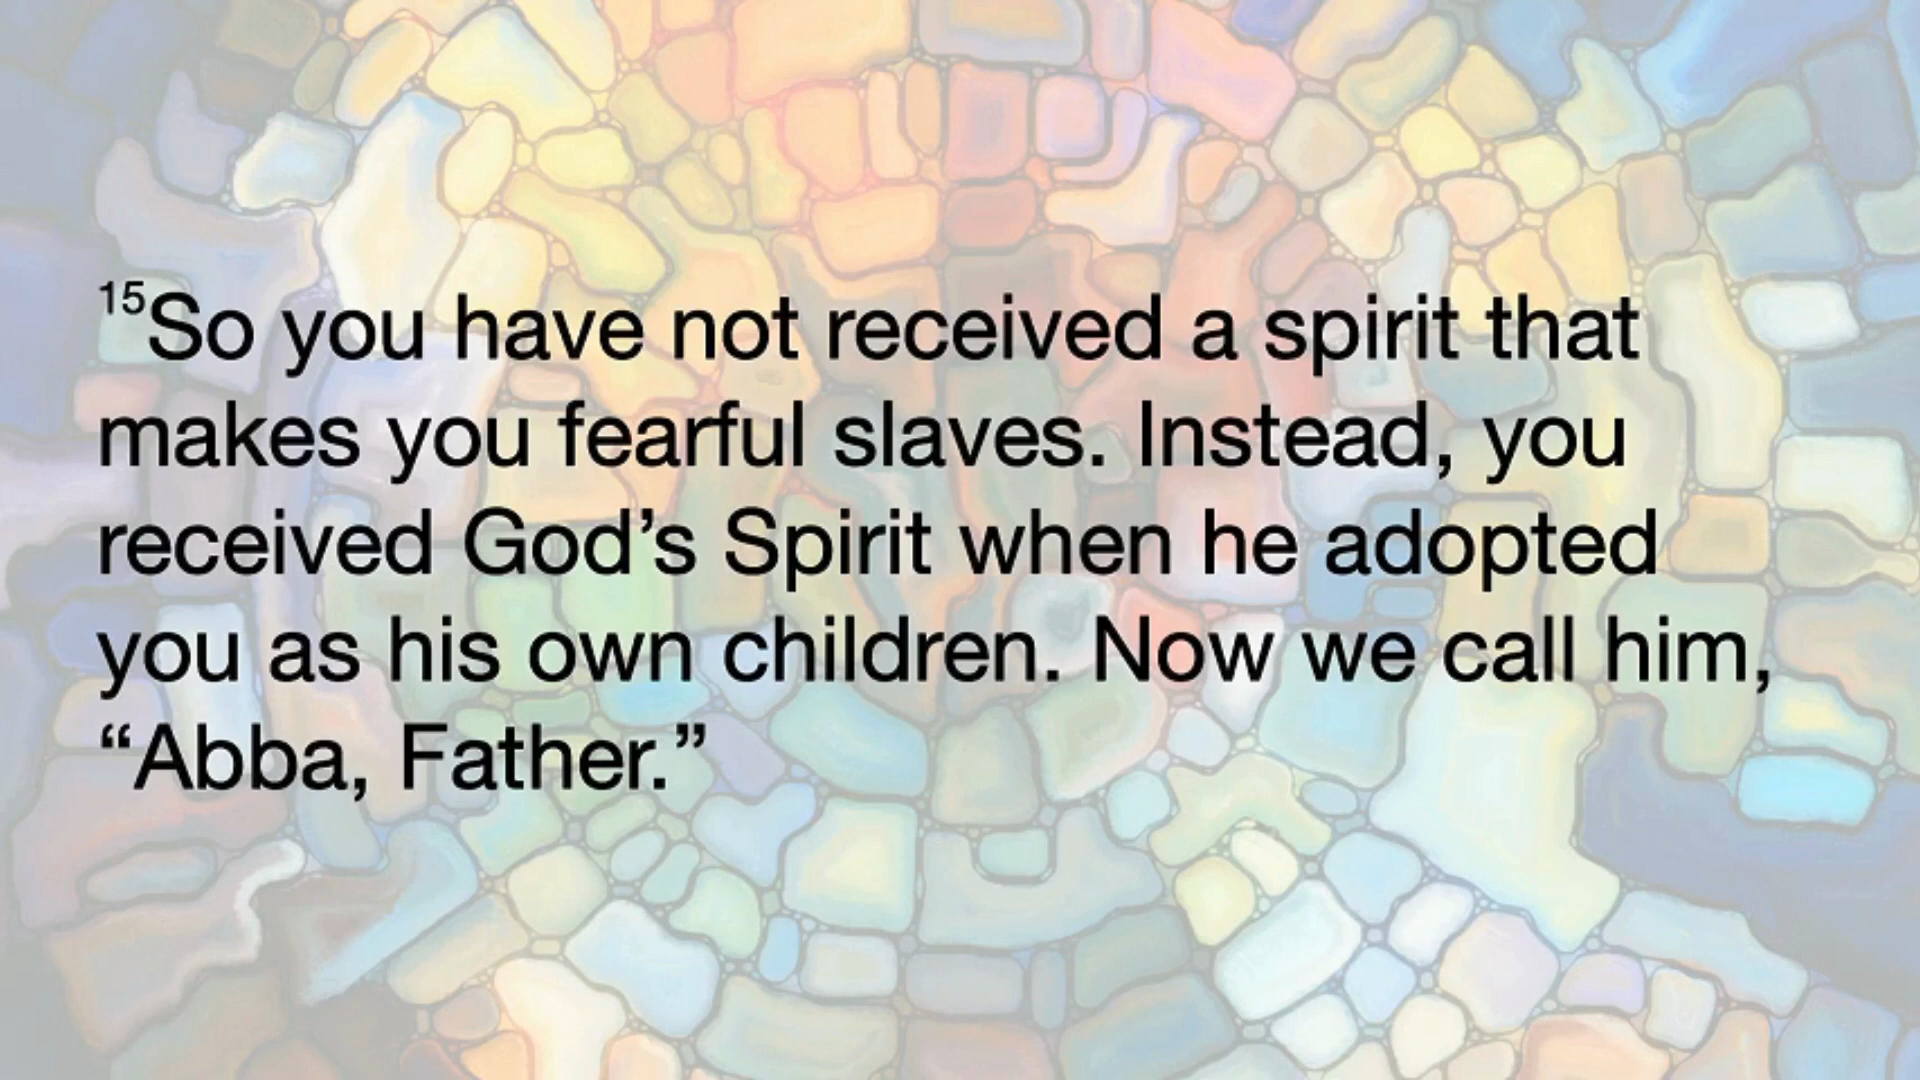 ¹⁵So you have not received a spirit that
makes you fearful slaves. Instead, you
received God’s Spirit when he adopted
you as his own children. Now we call him,
“Abba, Father.”